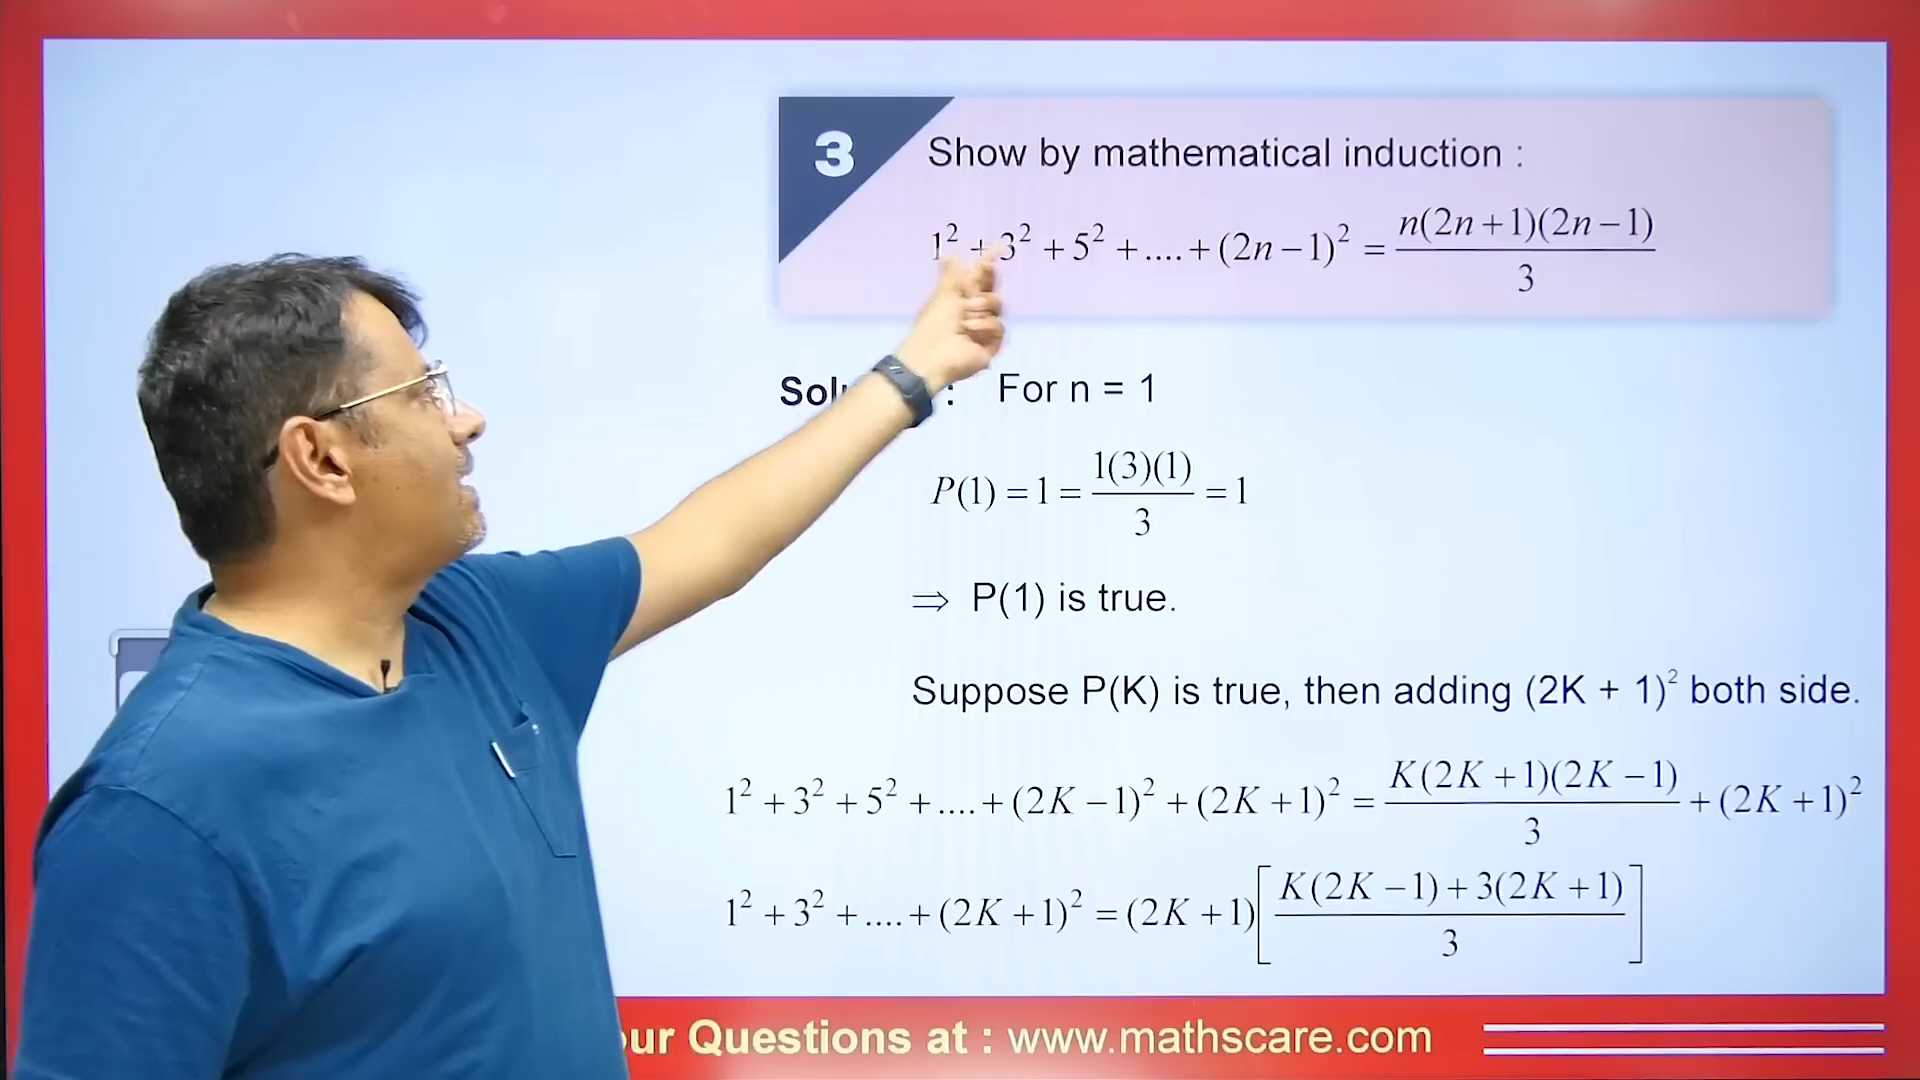 3
Show by mathematical induction :
1² + 3² + 5² + .... + (2n − 1)² = n(2n + 1)(2n − 1) / 3
: For n = 1
P(1) = 1 = 1(3)(1) / 3 = 1
⇒ P(1) is true.
Suppose P(K) is true, then adding (2K + 1)² both side.
1² + 3² + 5² + .... + (2K − 1)² + (2K + 1)² = K(2K + 1)(2K − 1) / 3 + (2K + 1)²
1² + 3² + .... + (2K + 1)² = (2K + 1) [K(2K − 1) + 3(2K + 1) / 3]
Questions at : www.mathscare.com